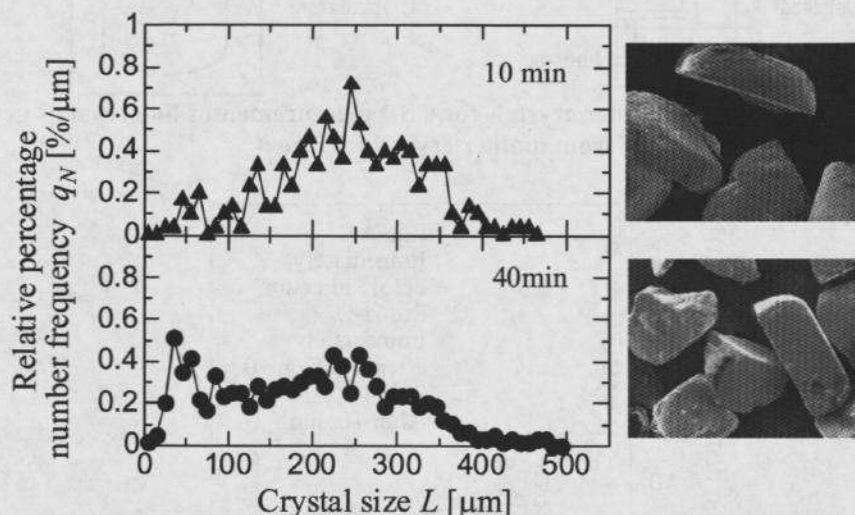 Relative percentage
number frequency q_N [%/μm]
1
0.8
0.6
0.4
0.2
0
10 min
1
0.8
0.6
0.4
0.2
0
40min
0 100 200 300 400 500
Crystal size L [μm]